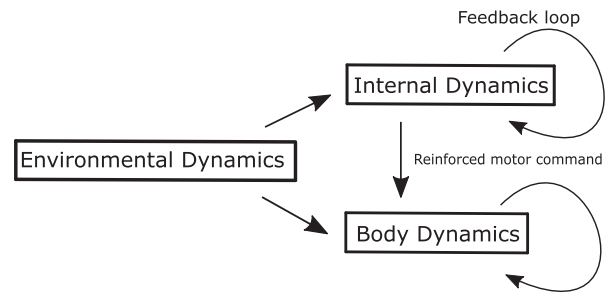 Feedback loop
Internal Dynamics
Environmental Dynamics
Reinforced motor command
Body Dynamics